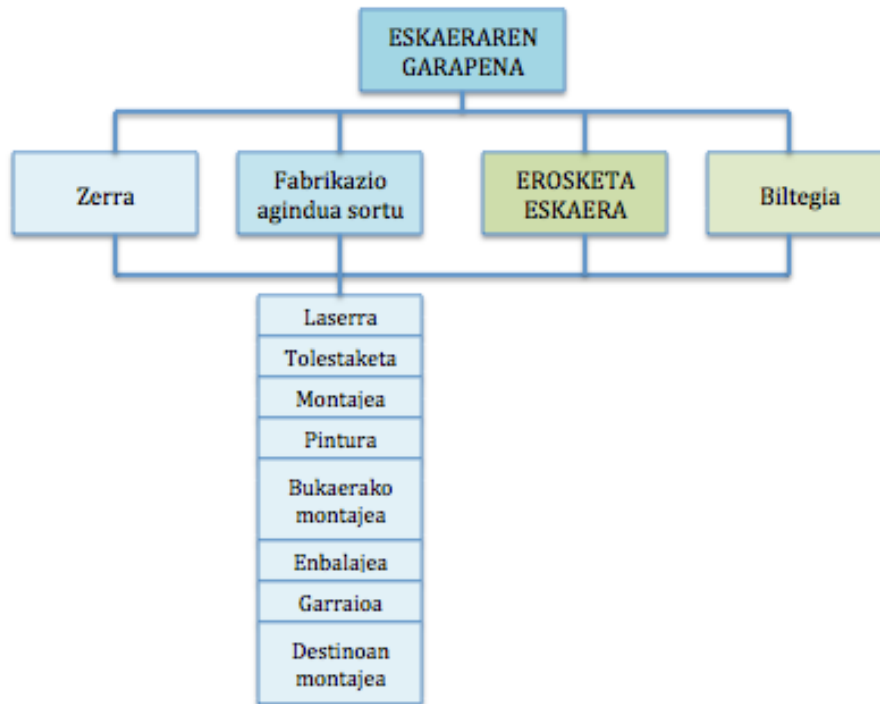 ESKAERAREN
GARAPENA
Zerra
Fabrikazio
agindua sortu
EROSKETA
ESKAERA
Biltegia
Laserra
Tolestaketa
Montajea
Pintura
Bukaerako
montajea
Enbalajea
Garraioa
Destinoan
montajea